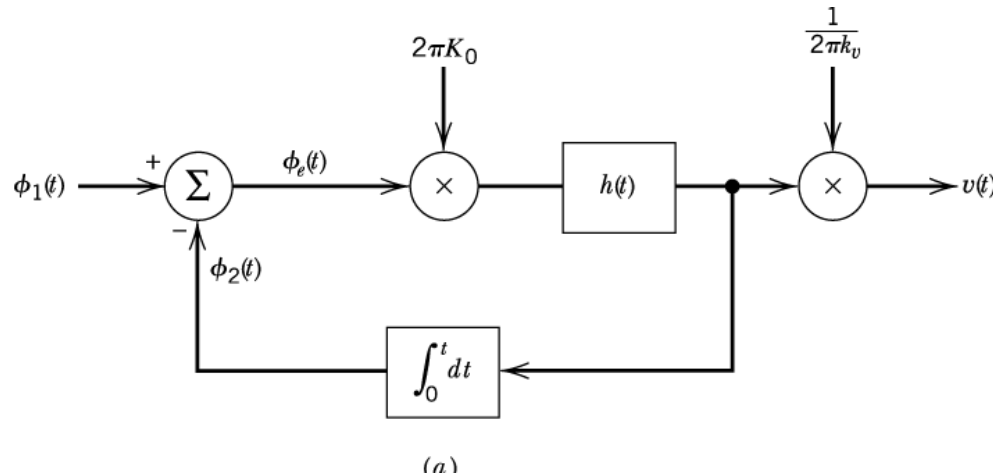 2πK₀
1/2πkᵥ
ϕ₁(t)
+
Σ
ϕₑ(t)
×
h(t)
×
v(t)
−
ϕ₂(t)
∫₀ᵗ dt
(a)